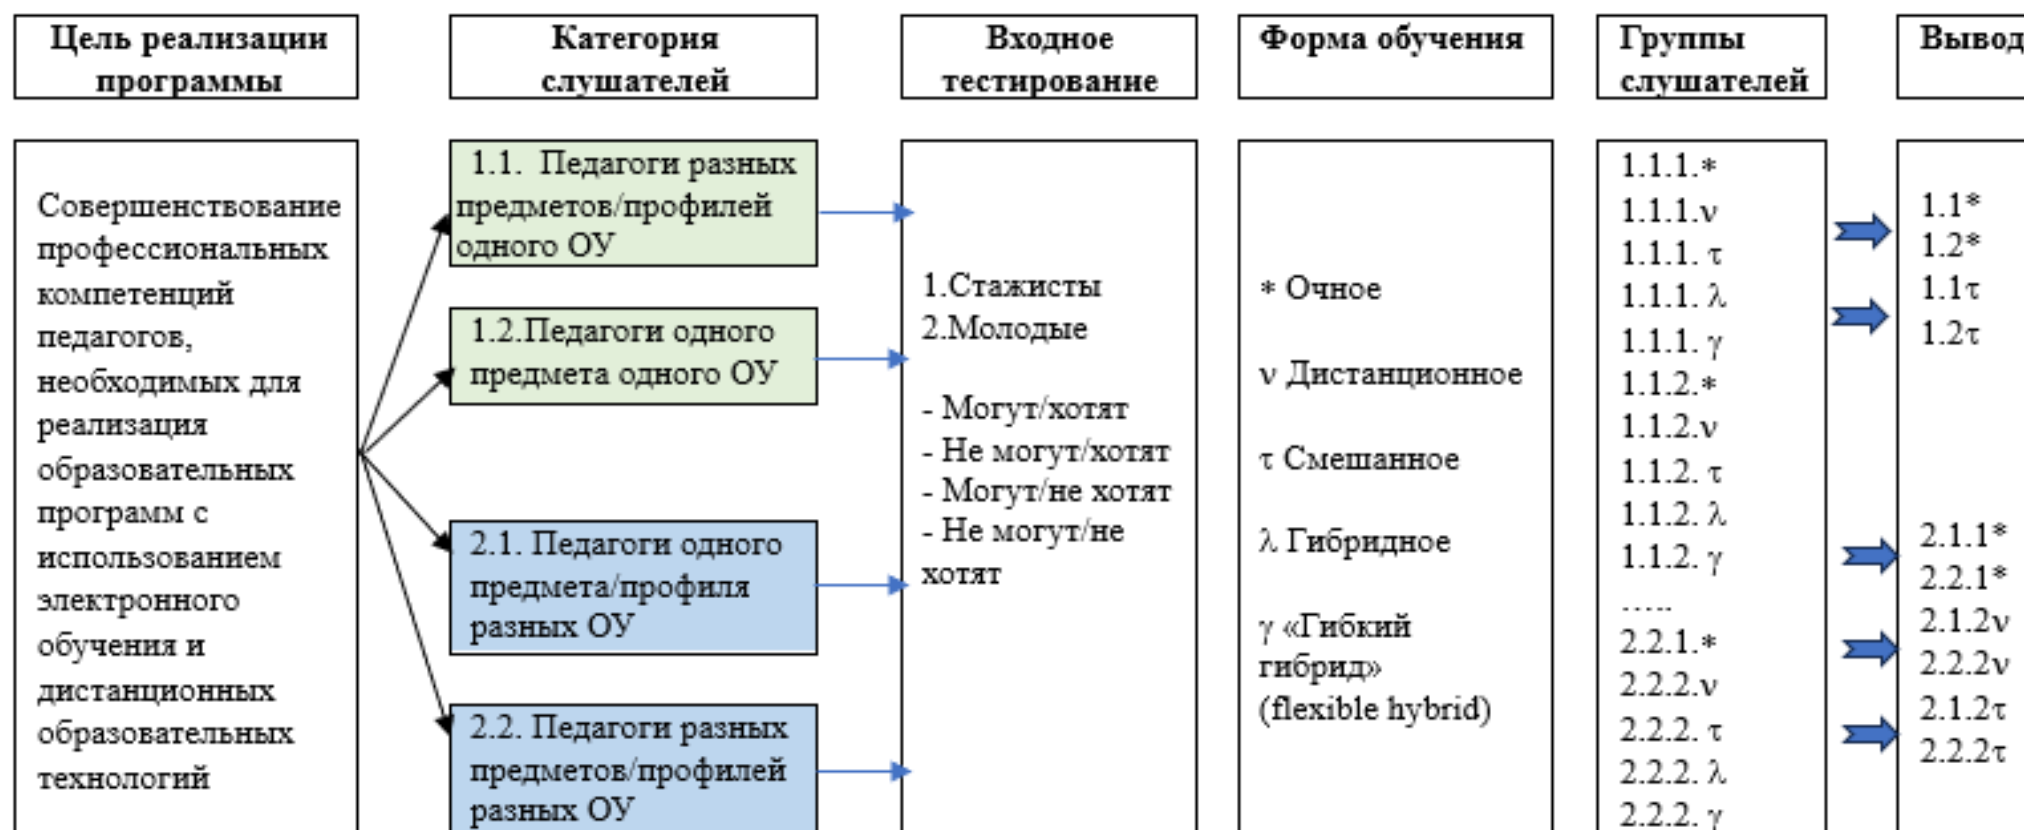 Цель реализации
программы
Категория
слушателей
Входное
тестирование
Форма обучения
Группы
слушателей
Вывод
Совершенствование
профессиональных
компетенций
педагогов,
необходимых для
реализация
образовательных
программ с
использованием
электронного
обучения и
дистанционных
образовательных
технологий
1.1. Педагоги разных
предметов/профилей
одного ОУ
1.2.Педагоги одного
предмета одного ОУ
2.1. Педагоги одного
предмета/профиля
разных ОУ
2.2. Педагоги разных
предметов/профилей
разных ОУ
1.Стажисты
2.Молодые
- Могут/хотят
- Не могут/хотят
- Могут/не хотят
- Не могут/не
хотят
* Очное
ν Дистанционное
τ Смешанное
λ Гибридное
γ «Гибкий
гибрид»
(flexible hybrid)
1.1.1.*
1.1.1.ν
1.1.1. τ
1.1.1. λ
1.1.1. γ
1.1.2.*
1.1.2.ν
1.1.2. τ
1.1.2. λ
1.1.2. γ
…..
2.2.1.*
2.2.2.ν
2.2.2. τ
2.2.2. λ
2.2.2. γ
1.1*
1.2*
1.1τ
1.2τ
2.1.1*
2.2.1*
2.1.2ν
2.2.2ν
2.1.2τ
2.2.2τ